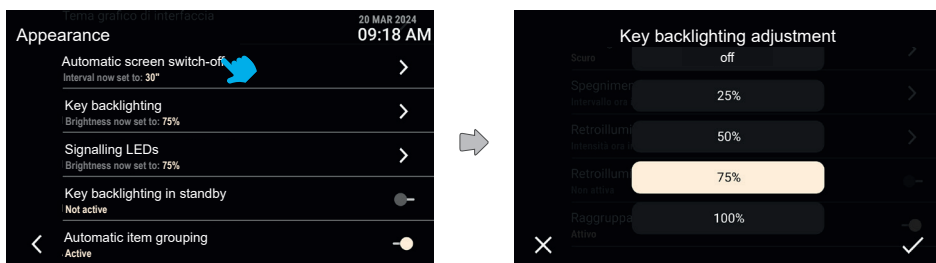 Tema grafico di interfaccia
20 MAR 2024
Appearance
09:18 AM
Automatic screen switch-off
Interval now set to: 30"
Key backlighting
Brightness now set to: 75%
Signalling LEDs
Brightness now set to: 75%
Key backlighting in standby
Not active
Automatic item grouping
Active
Key backlighting adjustment
Scuro
off
Spegnimen
Intervallo ora i
25%
Retroillumi
Intensità ora i
50%
Retroillumi
Non attiva
75%
Raggruppa
Attivo
100%